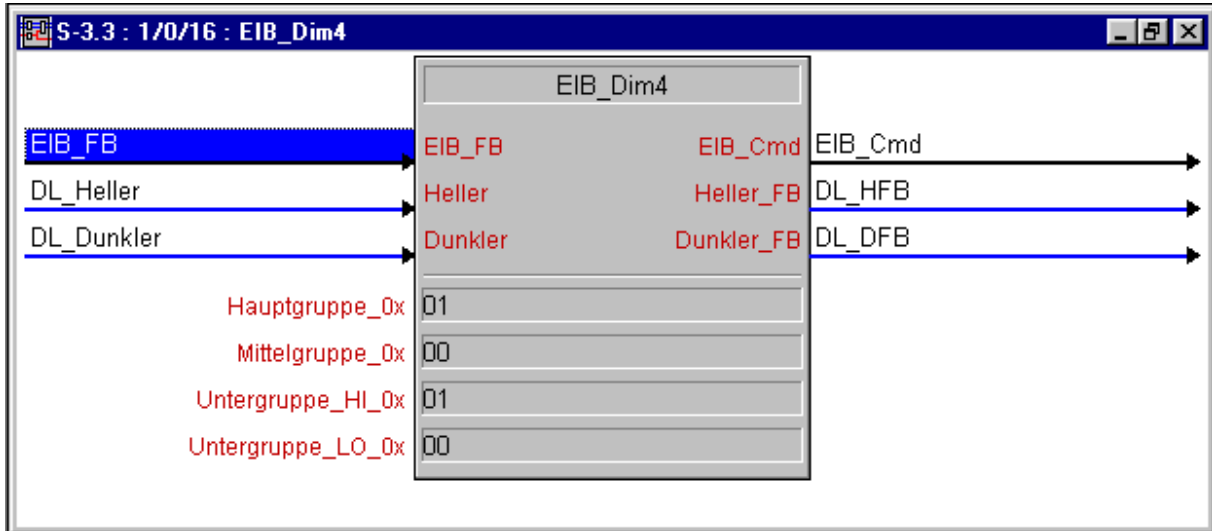 S-3.3 : 1/0/16 : EIB_Dim4
EIB_Dim4
EIB_FB EIB_FB EIB_Cmd EIB_Cmd
DL_Heller Heller Heller_FB DL_HFB
DL_Dunkler Dunkler Dunkler_FB DL_DFB
Hauptgruppe_0x 01
Mittelgruppe_0x 00
Untergruppe_HI_0x 01
Untergruppe_LO_0x 00